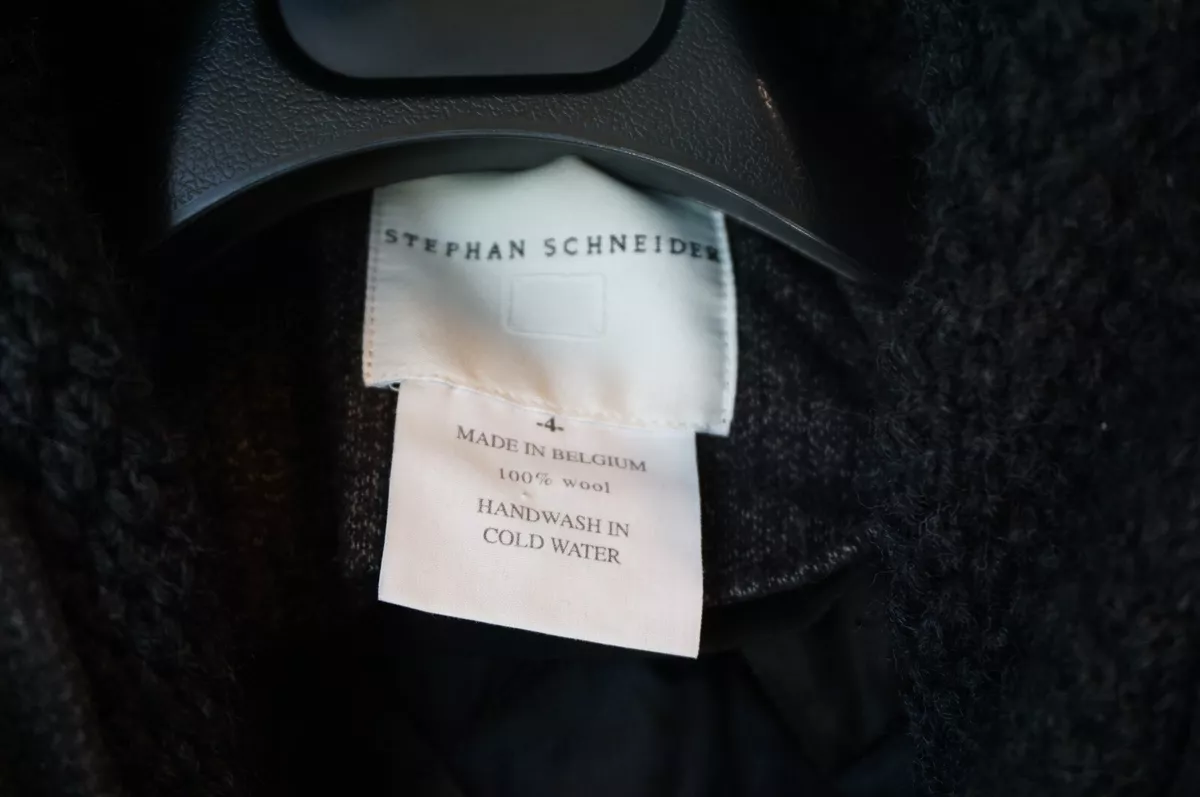 STEPHAN SCHNEIDER
-4-
MADE IN BELGIUM
100% wool
HANDWASH IN
COLD WATER